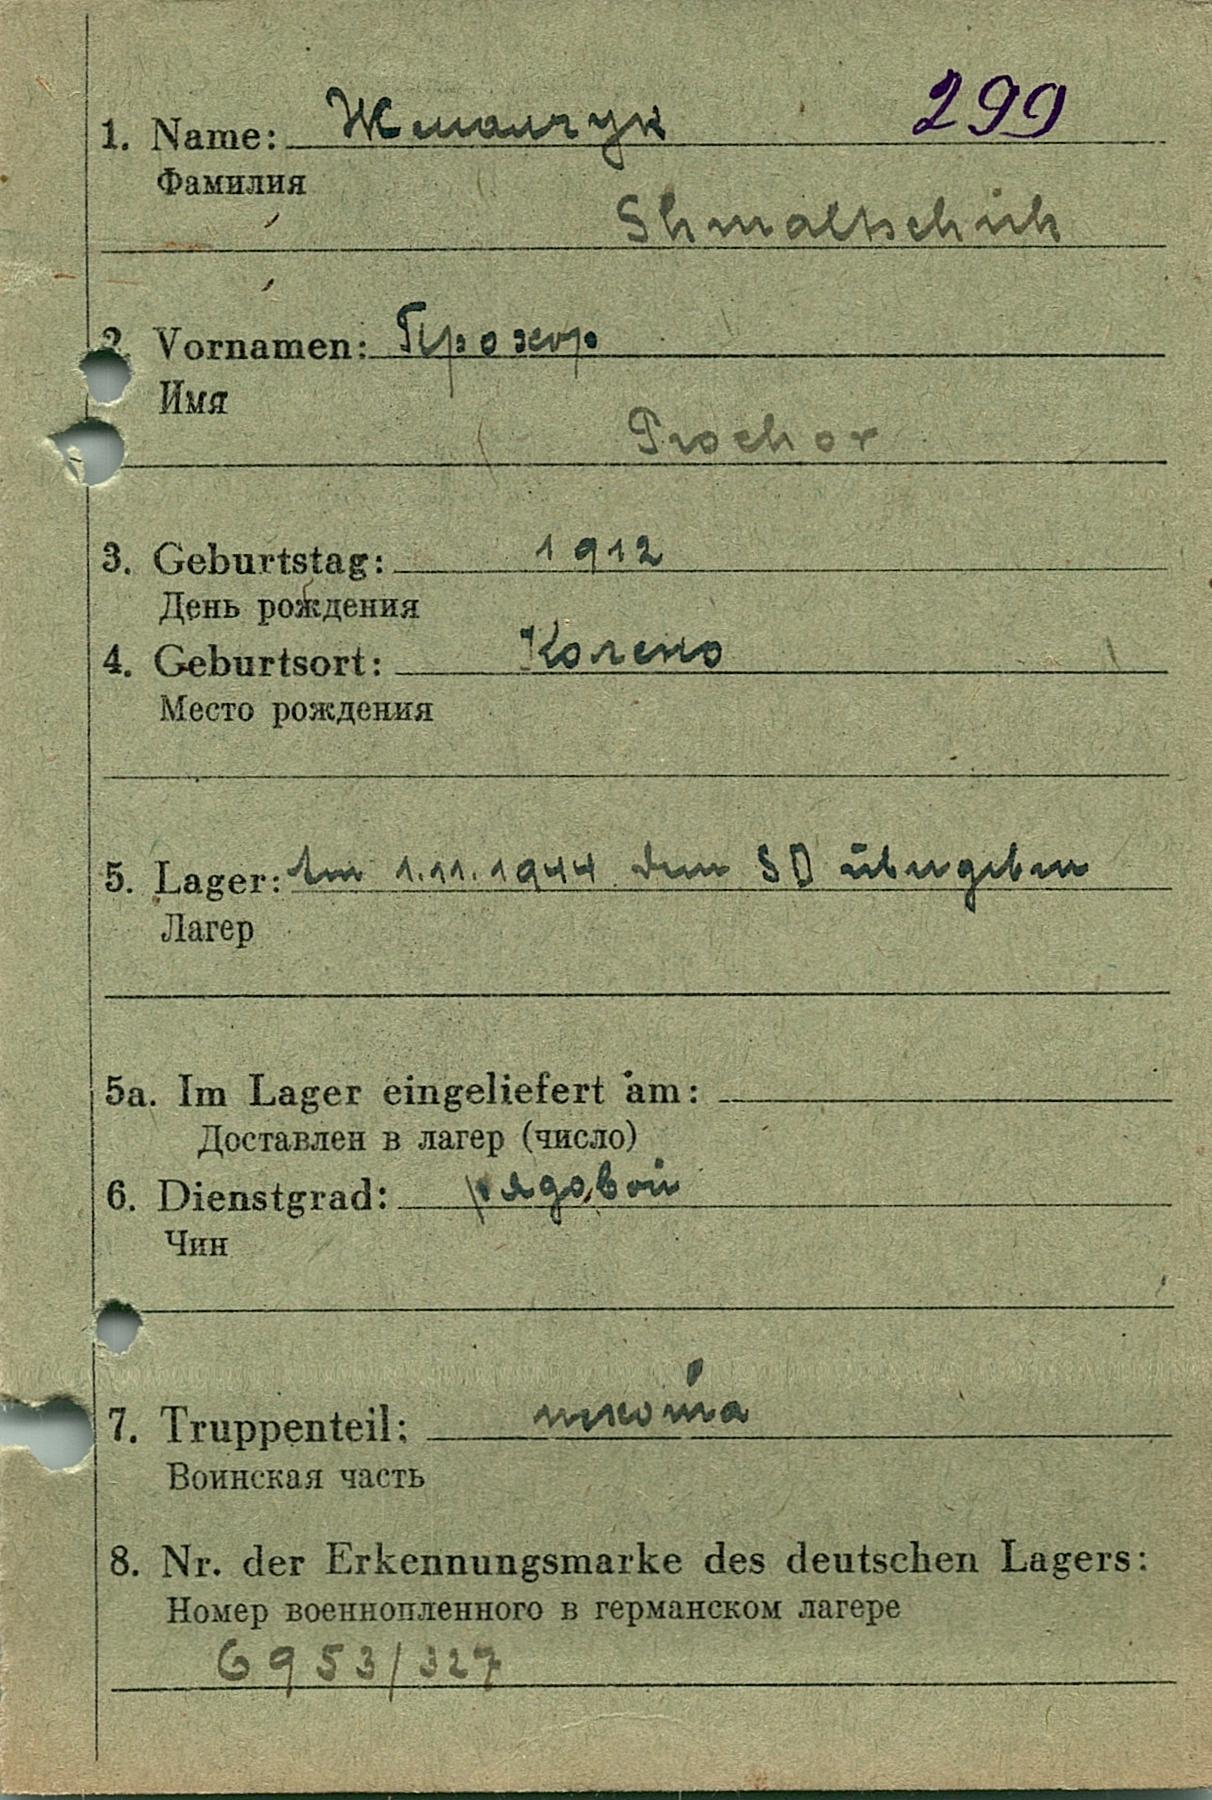 299
1. Name: Жмальчук
Фамилия
Shmaltschuk
2. Vornamen: Прохор
Имя
Prochor
3. Geburtstag: 1912
День рождения
4. Geburtsort: Колено
Место рождения
5. Lager: Am 1.11.1944 dem SD übergeben
Лагерь
5a. Im Lager eingeliefert am:
Доставлен в лагер (число)
6. Dienstgrad: рядовой
Чин
7. Truppenteil: пехота
Воинская часть
8. Nr. der Erkennungsmarke des deutschen Lagers:
Номер военнопленного в германском лагере
6953/327